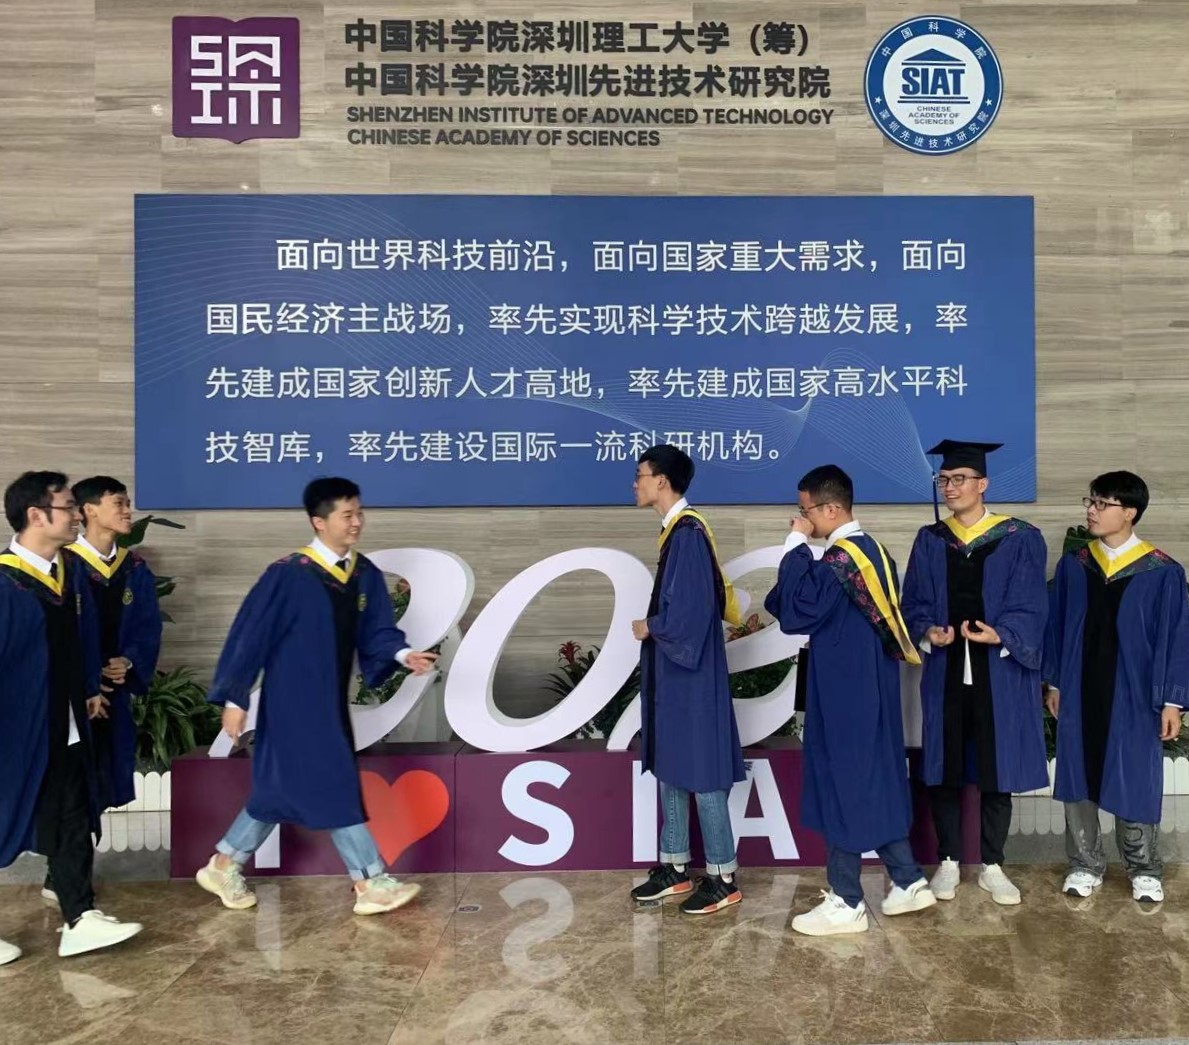 中国科学院深圳理工大学（筹）
中国科学院深圳先进技术研究院
SHENZHEN INSTITUTE OF ADVANCED TECHNOLOGY
CHINESE ACADEMY OF SCIENCES
中国科学院
SIAT
CHINESE
ACADEMY OF
SCIENCES
深圳先进技术研究院
面向世界科技前沿，面向国家重大需求，面向
国民经济主战场，率先实现科学技术跨越发展，率
先建成国家创新人才高地，率先建成国家高水平科
技智库，率先建设国际一流科研机构。
I ❤ SIA